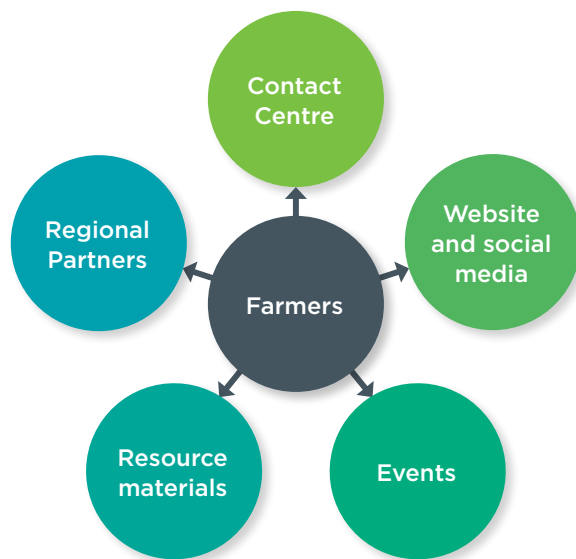 Contact
Centre
Website
and social
media
Regional
Partners
Farmers
Resource
materials
Events